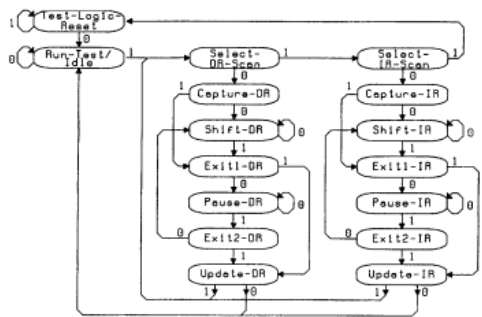 Test-Logic-
Reset
1
0
Run-Test/
Idle
0
1
Select-
DR-Scan
1
Select-
IR-Scan
1
0
0
Capture-DR
Capture-IR
1
0
1
0
Shift-DR
0
Shift-IR
0
1
1
Exit1-DR
1
Exit1-IR
1
0
0
Pause-DR
0
Pause-IR
0
1
1
0
Exit2-DR
0
Exit2-IR
1
1
Update-DR
Update-IR
1
0
1
0